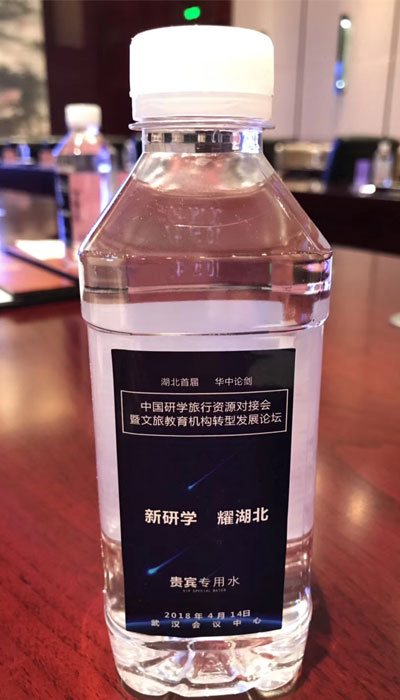 湖北首届 华中论剑
中国研学旅行资源对接会
暨文旅教育机构转型发展论坛
新研学 耀湖北
贵宾专用水
VIP SPECIAL WATER
2018年4月14日
武汉会议中心